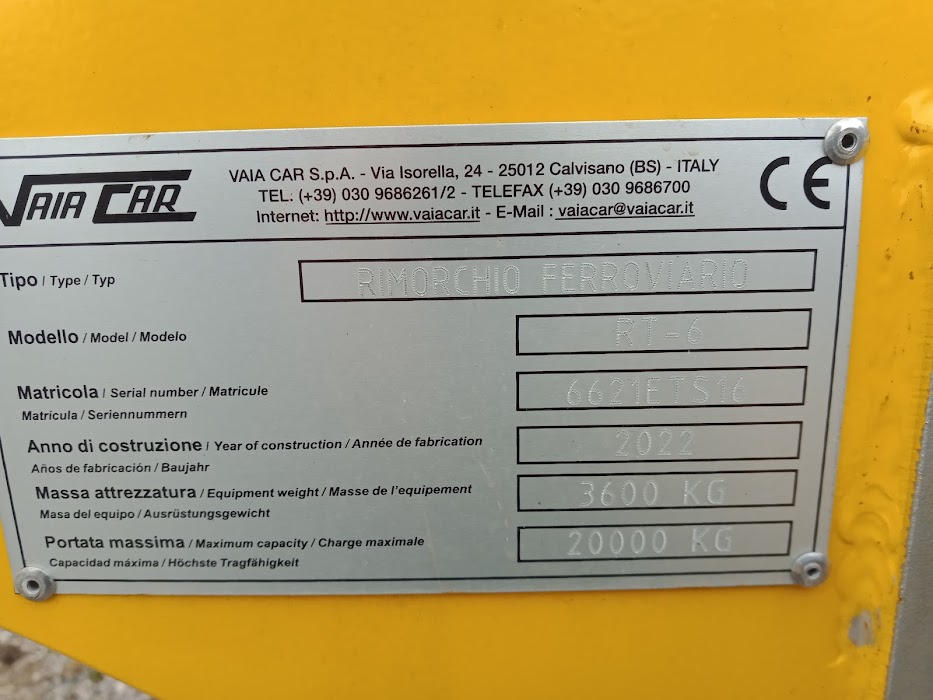 VAIA CAR
VAIA CAR S.p.A. - Via Isorella, 24 - 25012 Calvisano (BS) - ITALY
TEL: (+39) 030 9686261/2 - TELEFAX (+39) 030 9686700
Internet: http://www.vaiacar.it - E-Mail : vaiacar@vaiacar.it
CE
Tipo / Type / Typ
RIMORCHIO FERROVIARIO
Modello / Model / Modelo
RT-6
Matricola / Serial number / Matricule
Matrícula / Seriennummern
6621ETS16
Anno di costruzione / Year of construction / Année de fabrication
Años de fabricación / Baujahr
2022
Massa attrezzatura / Equipment weight / Masse de l'equipement
Masa del equipo / Ausrüstungsgewicht
3600 KG
Portata massima / Maximum capacity / Charge maximale
Capacidad máxima / Höchste Tragfähigkeit
20000 KG